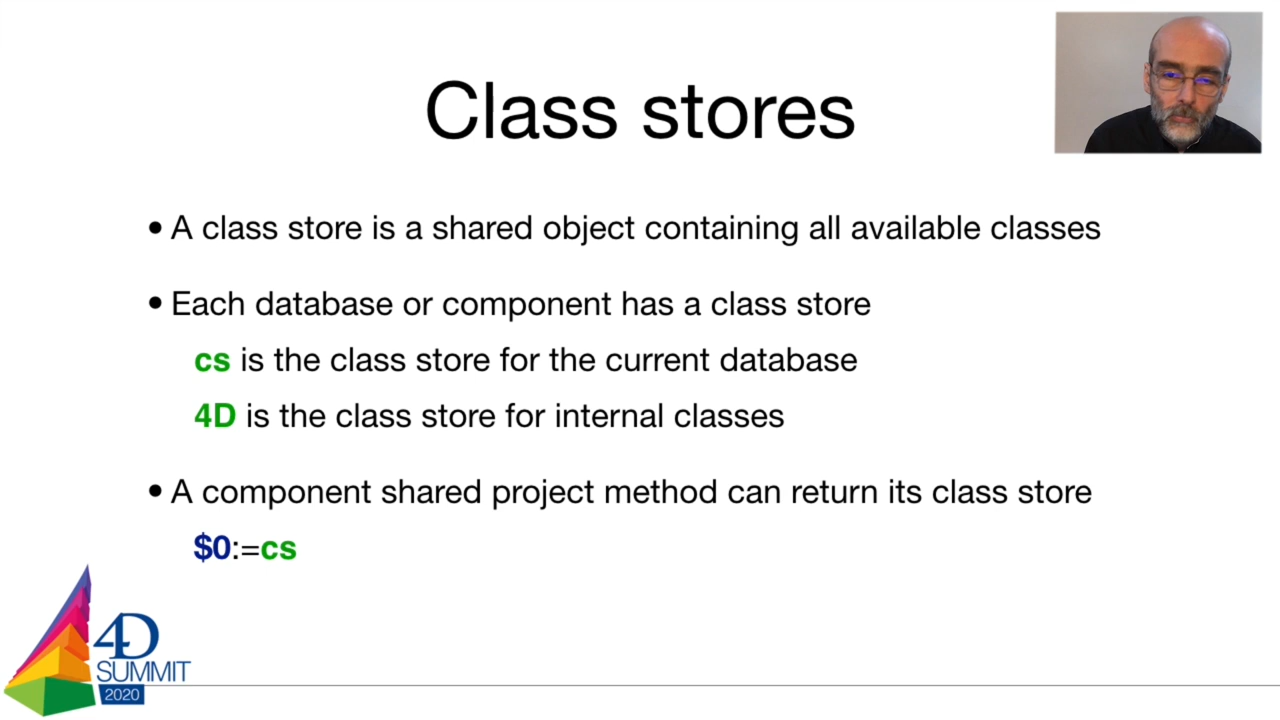 Class stores
• A class store is a shared object containing all available classes
• Each database or component has a class store
cs is the class store for the current database
4D is the class store for internal classes
• A component shared project method can return its class store
$0:=cs
4D
SUMMIT
2020